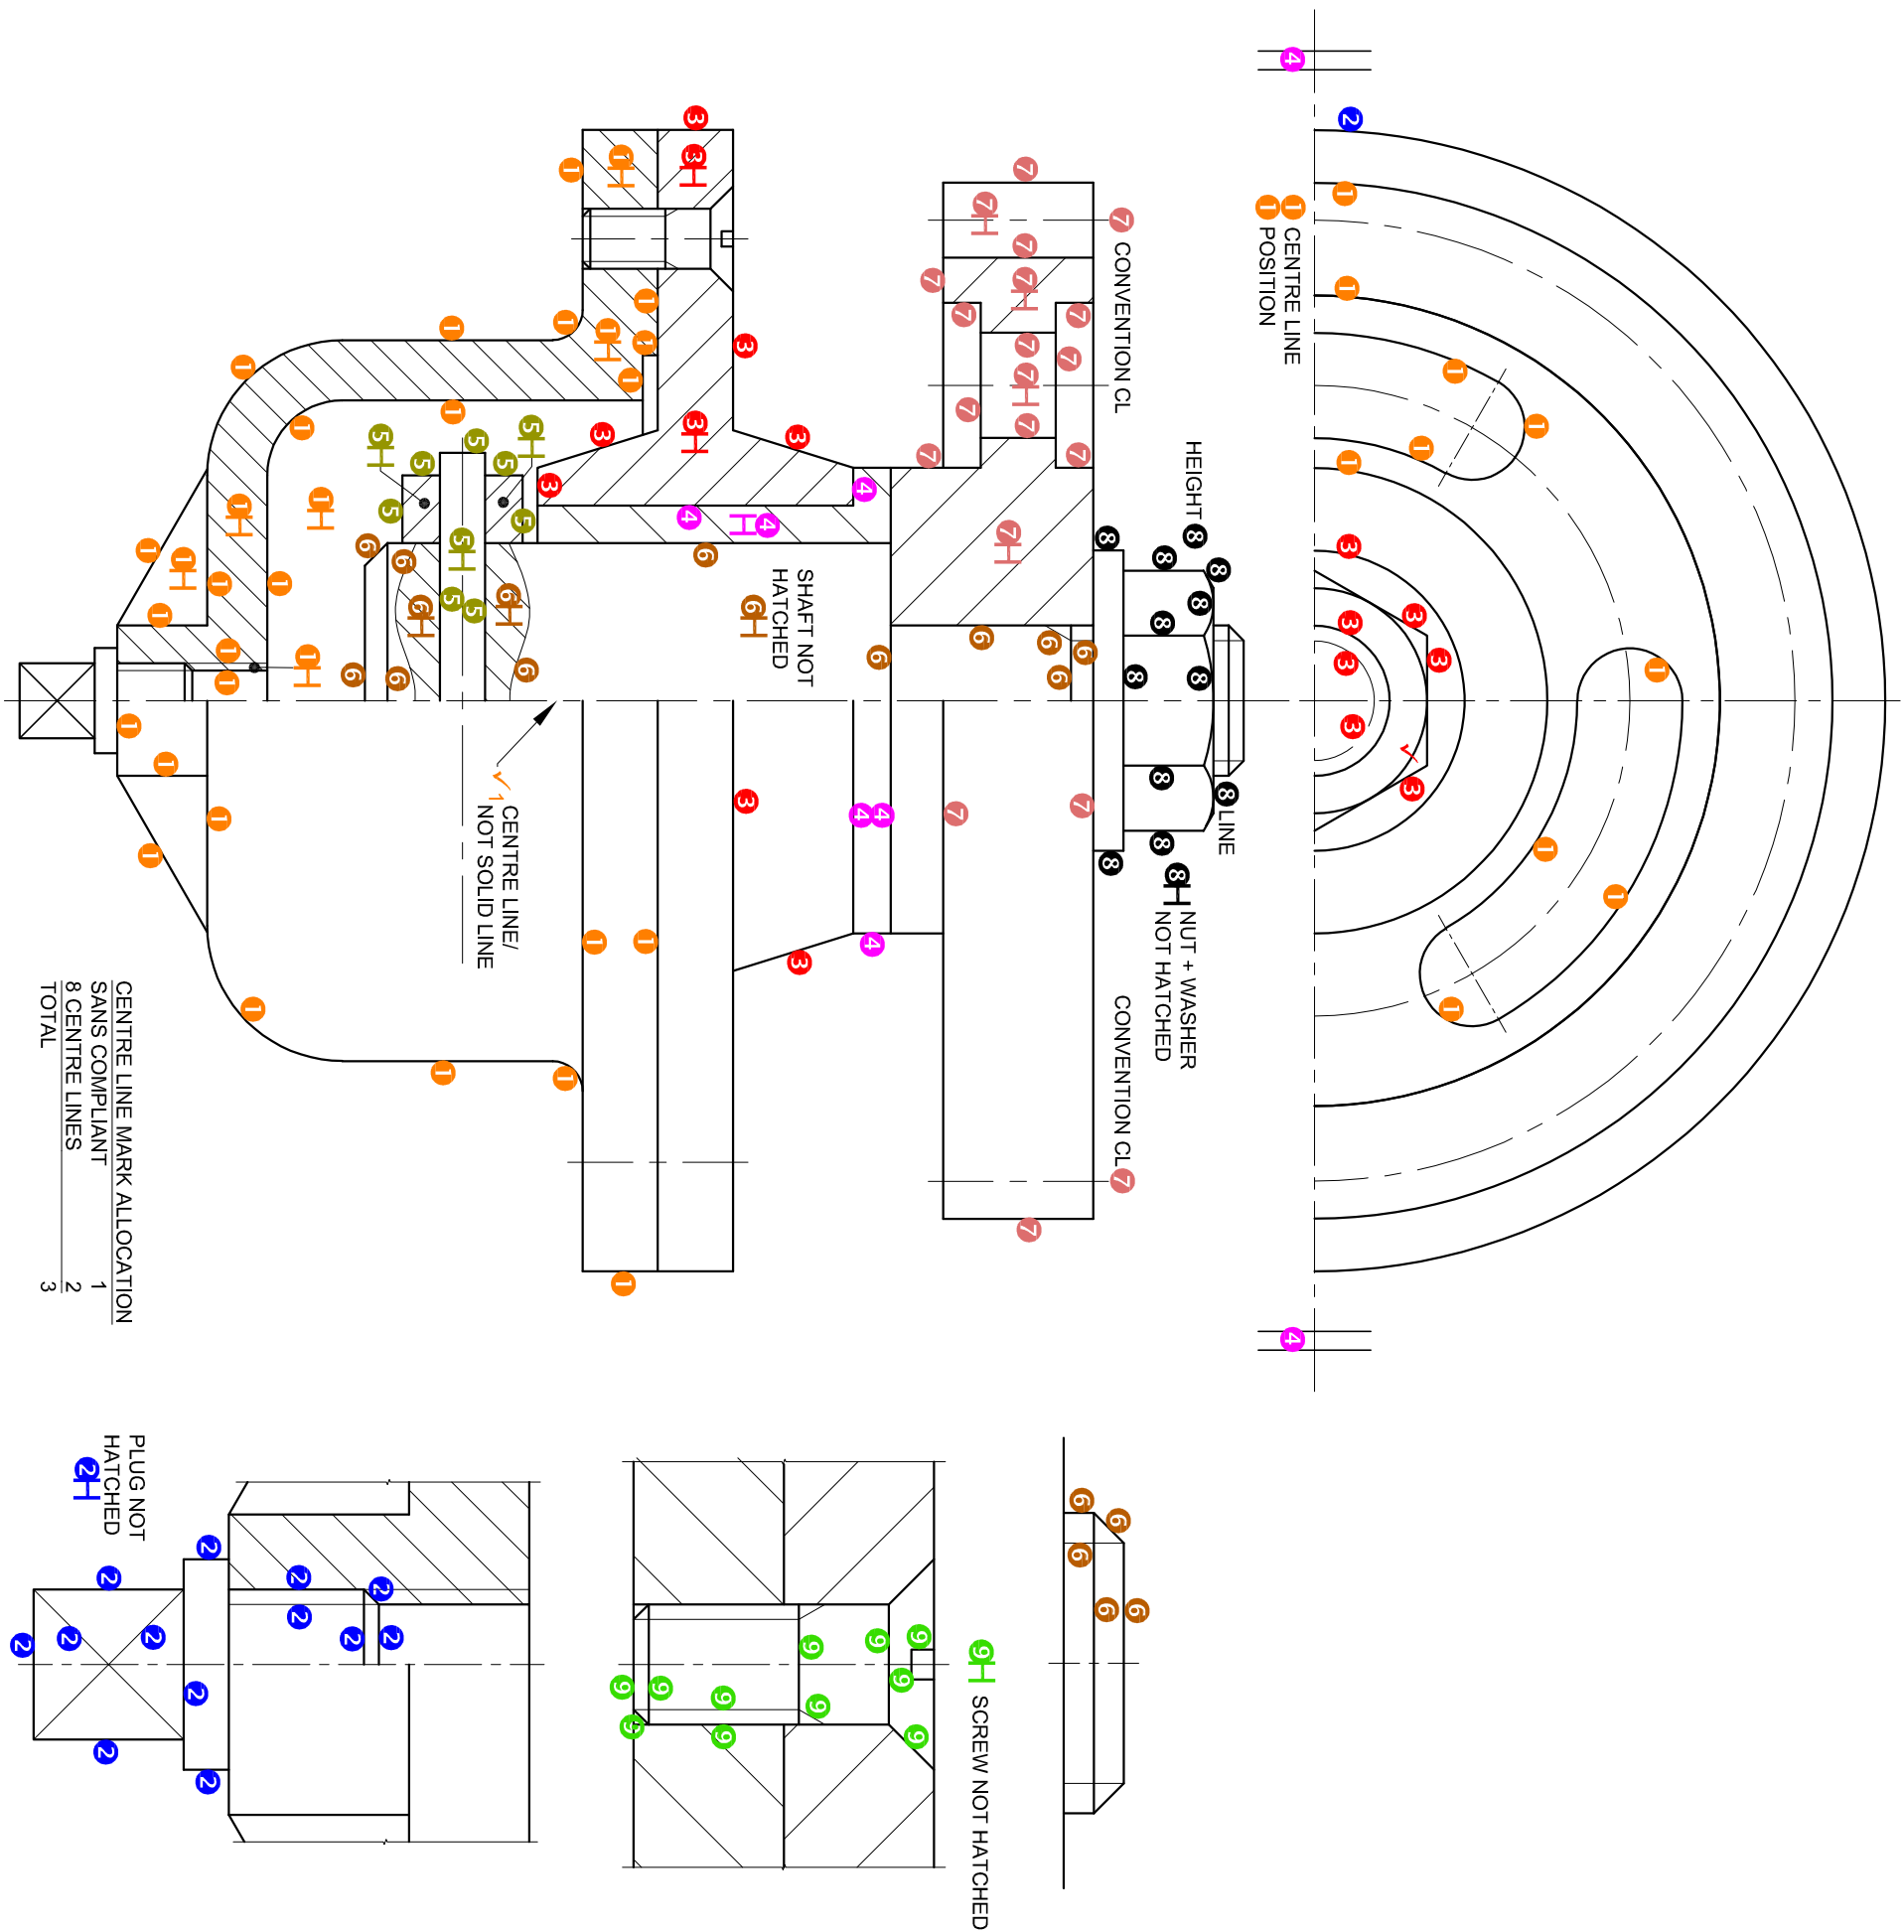 CENTRE LINE
POSITION
CONVENTION CL
HEIGHT
LINE
NUT + WASHER
NOT HATCHED
CONVENTION CL
SHAFT NOT
HATCHED
CENTRE LINE/
NOT SOLID LINE
CENTRE LINE MARK ALLOCATION
SANS COMPLIANT 1
8 CENTRE LINES 2
TOTAL 3
SCREW NOT HATCHED
PLUG NOT
HATCHED